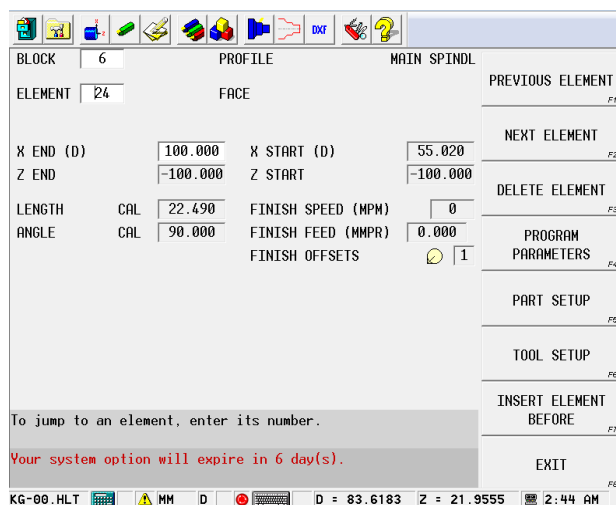 DXF
BLOCK 6 PROFILE MAIN SPINDL
ELEMENT 24 FACE
X END (D) 100.000 X START (D) 55.020
Z END -100.000 Z START -100.000
LENGTH CAL 22.490 FINISH SPEED (MPM) 0
ANGLE CAL 90.000 FINISH FEED (MMPR) 0.000
FINISH OFFSETS 1
To jump to an element, enter its number.
Your system option will expire in 6 day(s).
PREVIOUS ELEMENT
F1
NEXT ELEMENT
F2
DELETE ELEMENT
F3
PROGRAM
PARAMETERS
F4
PART SETUP
F5
TOOL SETUP
F6
INSERT ELEMENT
BEFORE
F7
EXIT
F8
KG-00.HLT MM D D = 83.6183 Z = 21.9555 2:44 AM